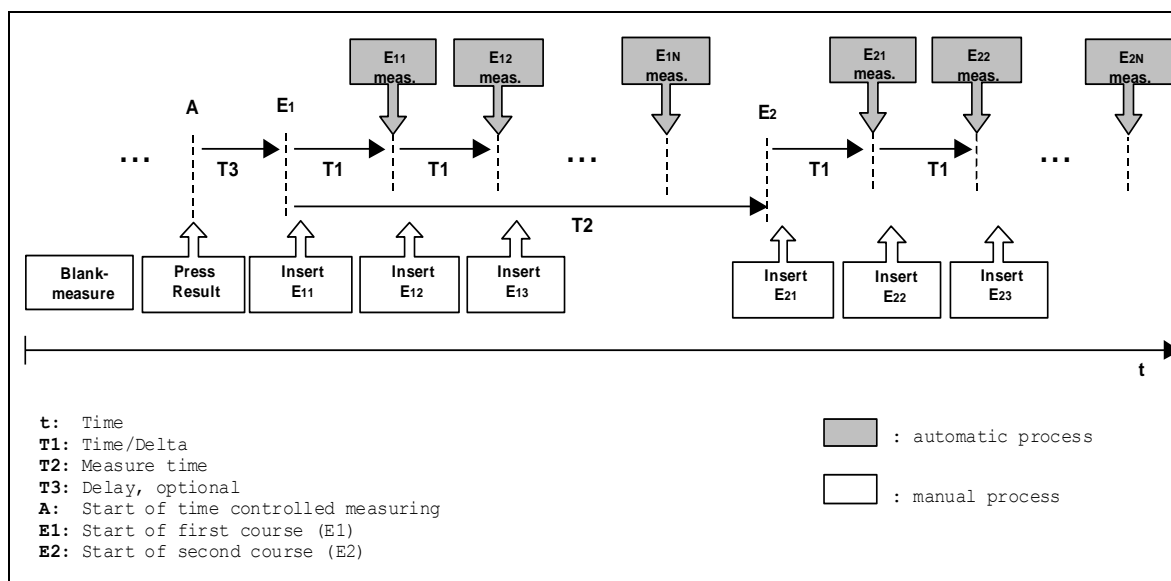 E11 meas.
E12 meas.
E1N meas.
E21 meas.
E22 meas.
E2N meas.
A
E1
E2
...
T3
T1
T1
...
T1
T1
...
T2
Blank-
measure
Press
Result
Insert
E11
Insert
E12
Insert
E13
Insert
E21
Insert
E22
Insert
E23
t
t: Time
T1: Time/Delta
T2: Measure time
T3: Delay, optional
A: Start of time controlled measuring
E1: Start of first course (E1)
E2: Start of second course (E2)
: automatic process
: manual process